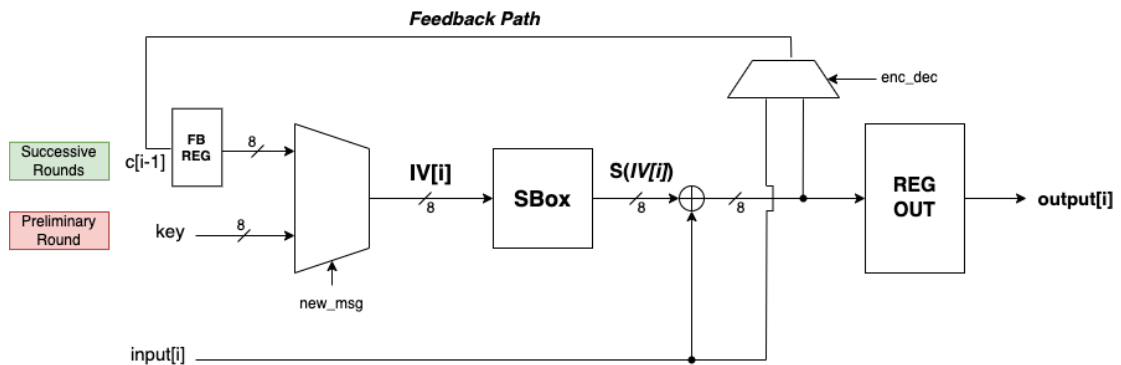 Feedback Path
enc_dec
FB
REG
8
Successive
Rounds
c[i-1]
IV[i]
8
SBox
S(IV[i])
8
8
REG
OUT
output[i]
Preliminary
Round
key
8
new_msg
input[i]